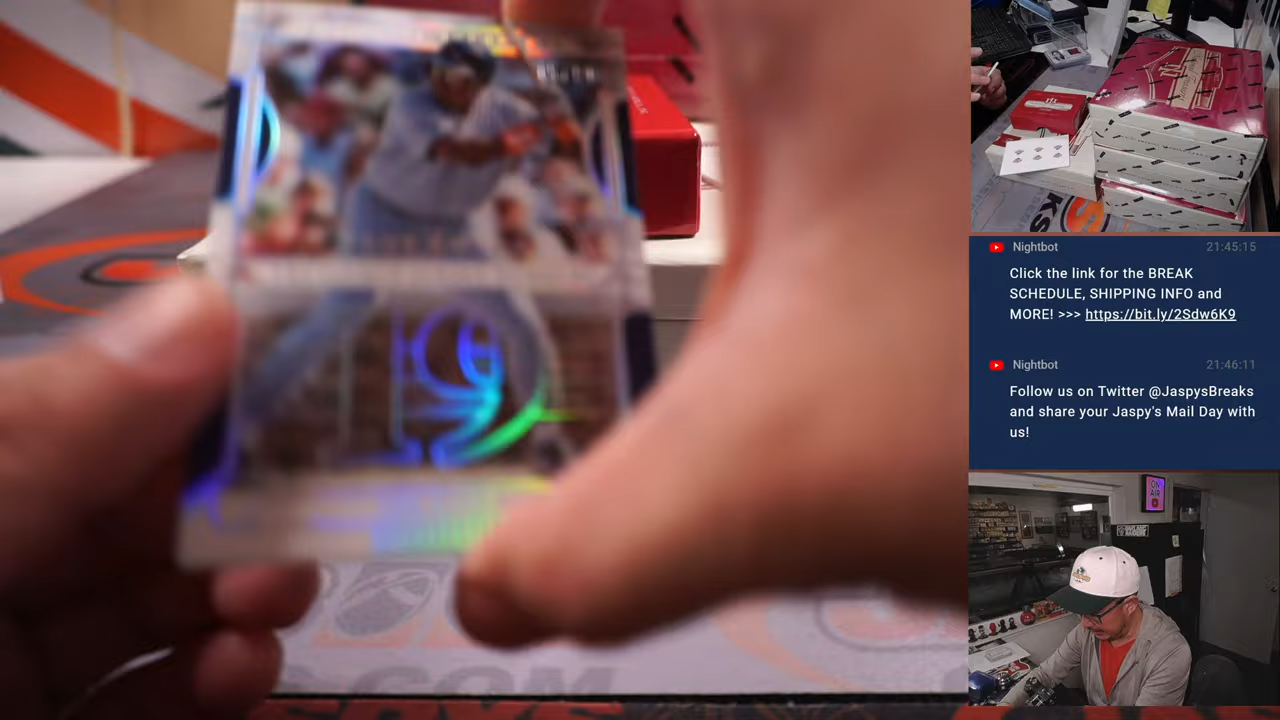 Nightbot 21:45:15
Click the link for the BREAK
SCHEDULE, SHIPPING INFO and
MORE! >>> https://bit.ly/2Sdw6K9
Nightbot 21:46:11
Follow us on Twitter @JaspysBreaks
and share your Jaspy's Mail Day with
us!
ON
AIR